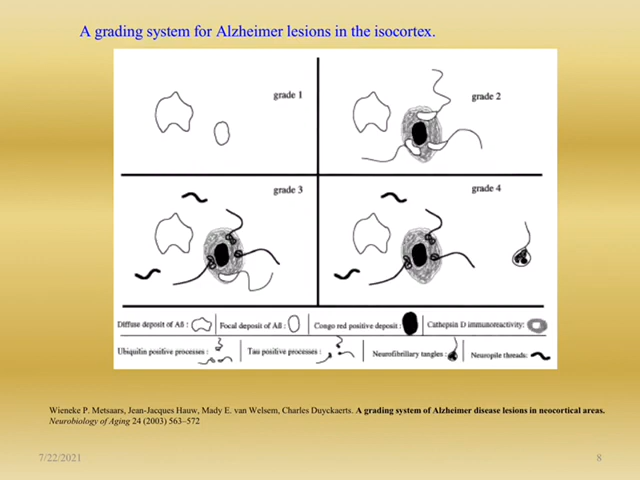 A grading system for Alzheimer lesions in the isocortex.
grade 1
grade 2
grade 3
grade 4
Diffuse deposit of Aß :
Focal deposit of Aß :
Congo red positive deposit :
Cathepsin D immunoreactivity:
Ubiquitin positive processes :
Tau positive processes :
Neurofibrillary tangles :
Neuropile threads:
Wieneke P. Metsaars, Jean-Jacques Hauw, Mady E. van Welsem, Charles Duyckaerts. A grading system of Alzheimer disease lesions in neocortical areas.
Neurobiology of Aging 24 (2003) 563–572
7/22/2021
8